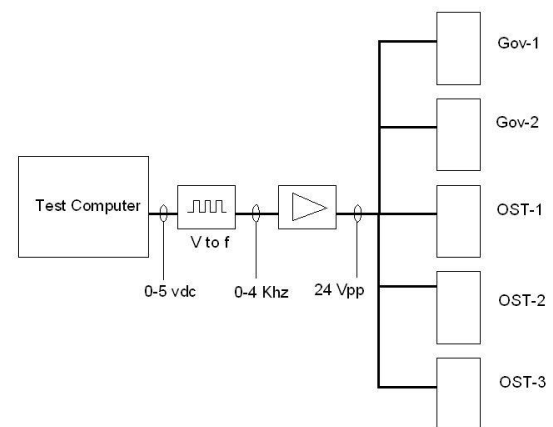 Gov-1
Gov-2
Test Computer
OST-1
V to f
0-5 vdc
0-4 Khz
24 Vpp
OST-2
OST-3